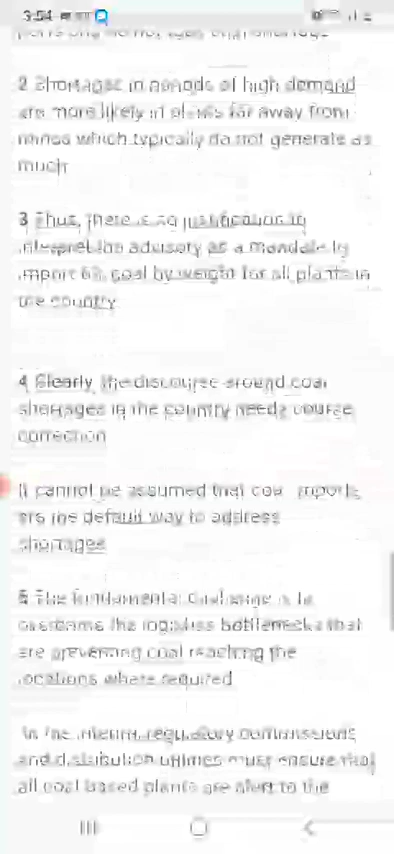 3:54
2 Shortages in periods of high demand
are more likely in plants far away from
mines which typically do not generate as
much
3 Thus, there is no justification to
interpret the advisory as a mandate to
import 6% coal by weight for all plants in
the country
4 Clearly, the discourse around coal
shortages in the country needs course
correction
It cannot be assumed that coal imports
are the default way to address
shortages
5 The fundamental challenge is to
overcome the logistics bottlenecks that
are preventing coal reaching the
locations where required
In the interim, regulatory commissions
and distribution utilities must ensure that
all coal based plants are alert to the